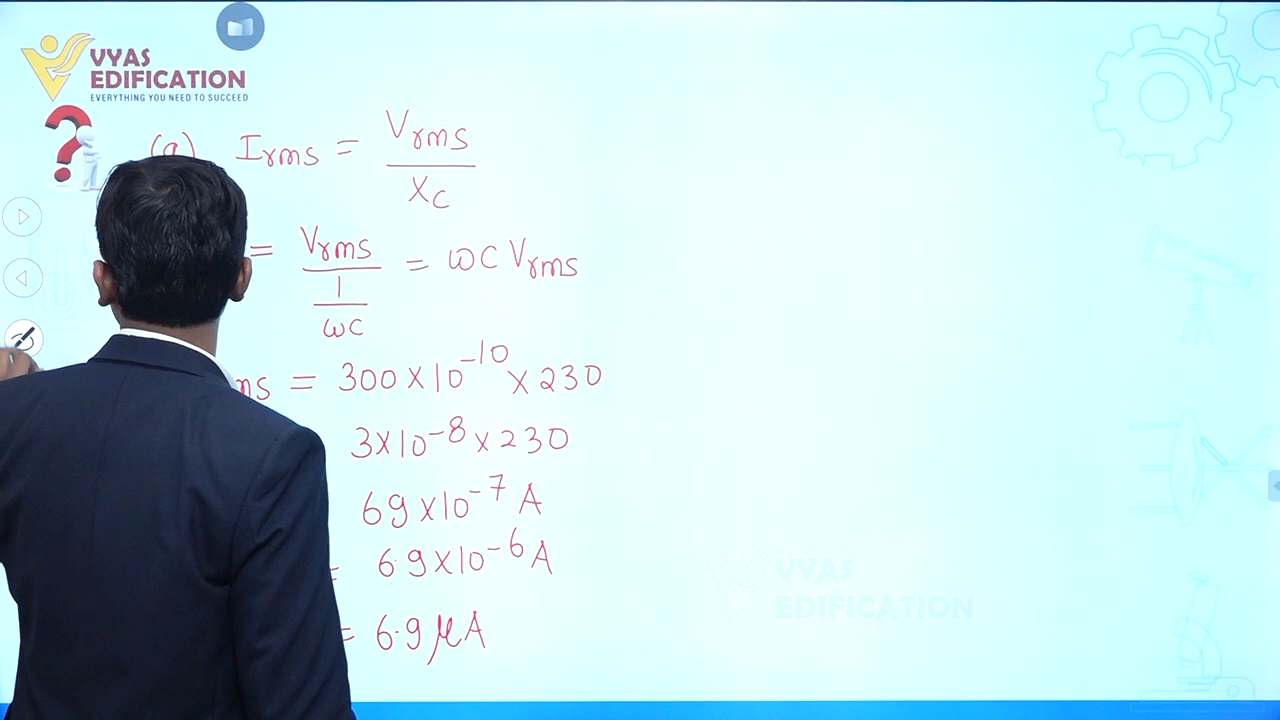 VYAS
EDIFICATION
EVERYTHING YOU NEED TO SUCCEED
(a) Irms = Vrms / XC
= Vrms / (1 / ωC) = ωC Vrms
ms = 300 × 10⁻¹⁰ × 230
3 × 10⁻⁸ × 230
69 × 10⁻⁷ A
= 6.9 × 10⁻⁶ A
= 6.9 μA
VYAS
EDIFICATION